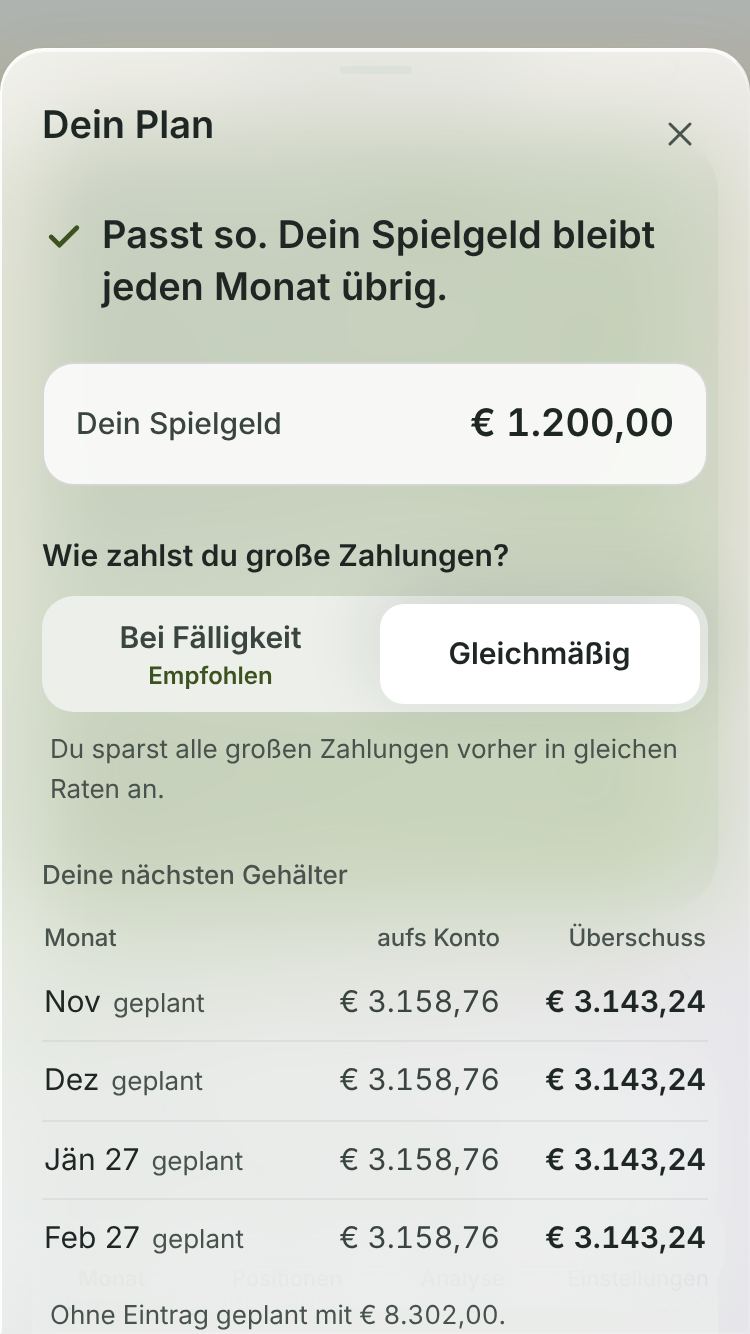 Dein Plan
Passt so. Dein Spielgeld bleibt
jeden Monat übrig.
Dein Spielgeld € 1.200,00
Wie zahlst du große Zahlungen?
Bei Fälligkeit
Empfohlen
Gleichmäßig
Du sparst alle großen Zahlungen vorher in gleichen
Raten an.
Deine nächsten Gehälter
Monat aufs Konto Überschuss
Nov geplant € 3.158,76 € 3.143,24
Dez geplant € 3.158,76 € 3.143,24
Jän 27 geplant € 3.158,76 € 3.143,24
Feb 27 geplant € 3.158,76 € 3.143,24
Monat Positionen Analyse Einstellungen
Ohne Eintrag geplant mit € 8.302,00.